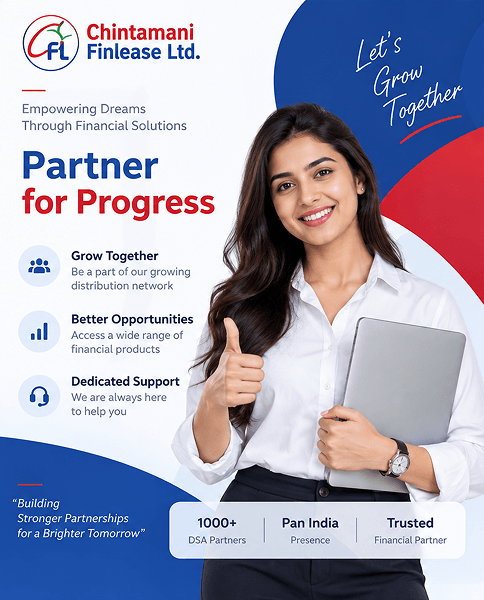 CFL
Chintamani
Finlease Ltd.
Let's
Grow
Together
Empowering Dreams
Through Financial Solutions
Partner
for Progress
Grow Together
Be a part of our growing
distribution network
Better Opportunities
Access a wide range of
financial products
Dedicated Support
We are always here
to help you
"Building
Stronger Partnerships
for a Brighter Tomorrow"
1000+
DSA Partners
Pan India
Presence
Trusted
Financial Partner